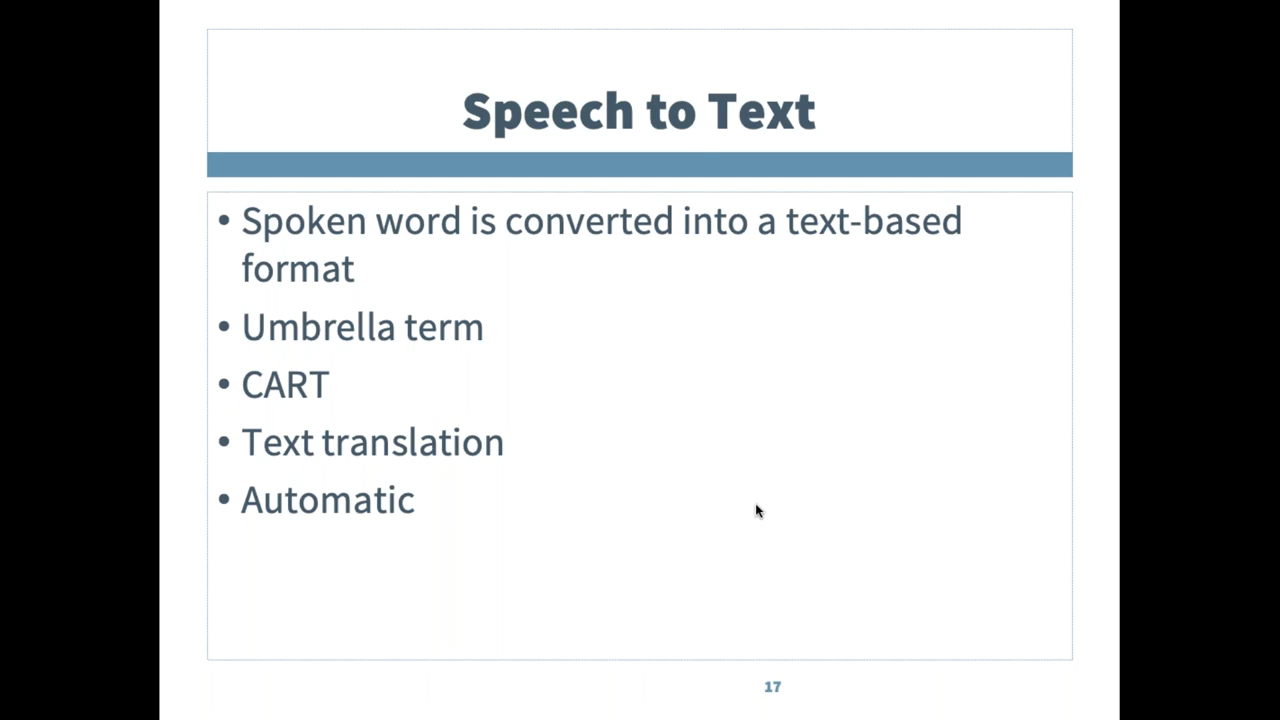 Speech to Text
• Spoken word is converted into a text-based
format
• Umbrella term
• CART
• Text translation
• Automatic
17